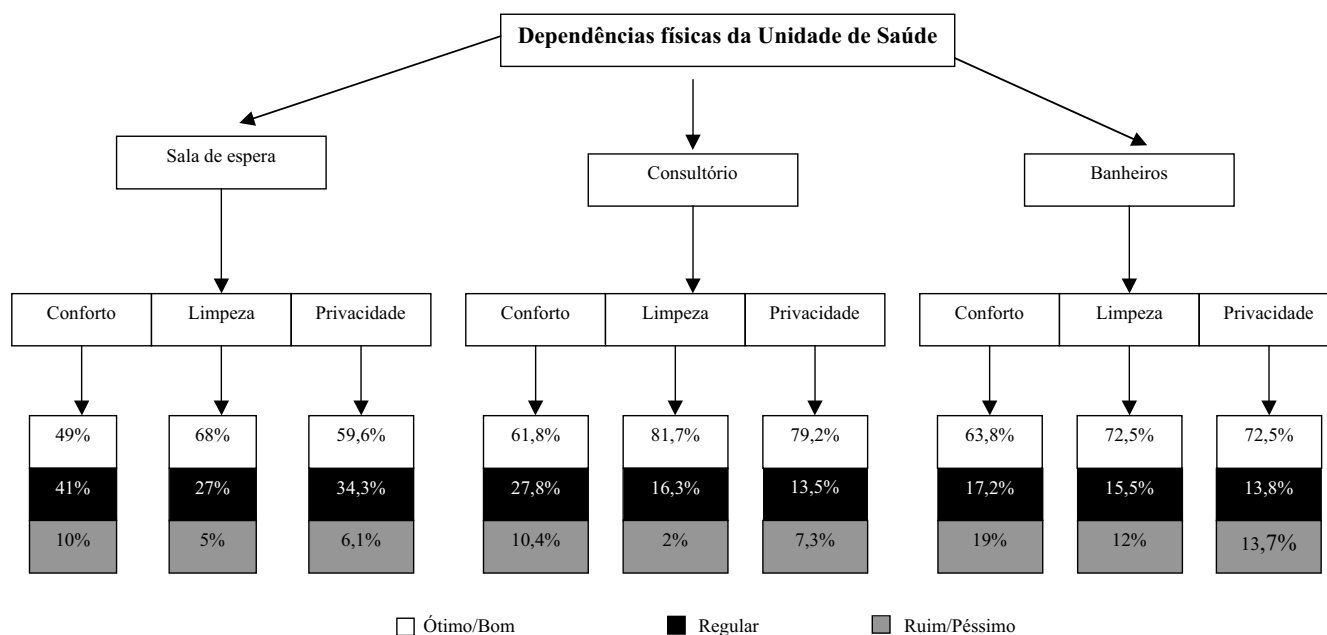 Dependências físicas da Unidade de Saúde
Sala de espera
Consultório
Banheiros
Conforto Limpeza Privacidade Conforto Limpeza Privacidade Conforto Limpeza Privacidade
49% 68% 59,6% 61,8% 81,7% 79,2% 63,8% 72,5% 72,5%
41% 27% 34,3% 27,8% 16,3% 13,5% 17,2% 15,5% 13,8%
10% 5% 6,1% 10,4% 2% 7,3% 19% 12% 13,7%
Ótimo/Bom Regular Ruim/Péssimo